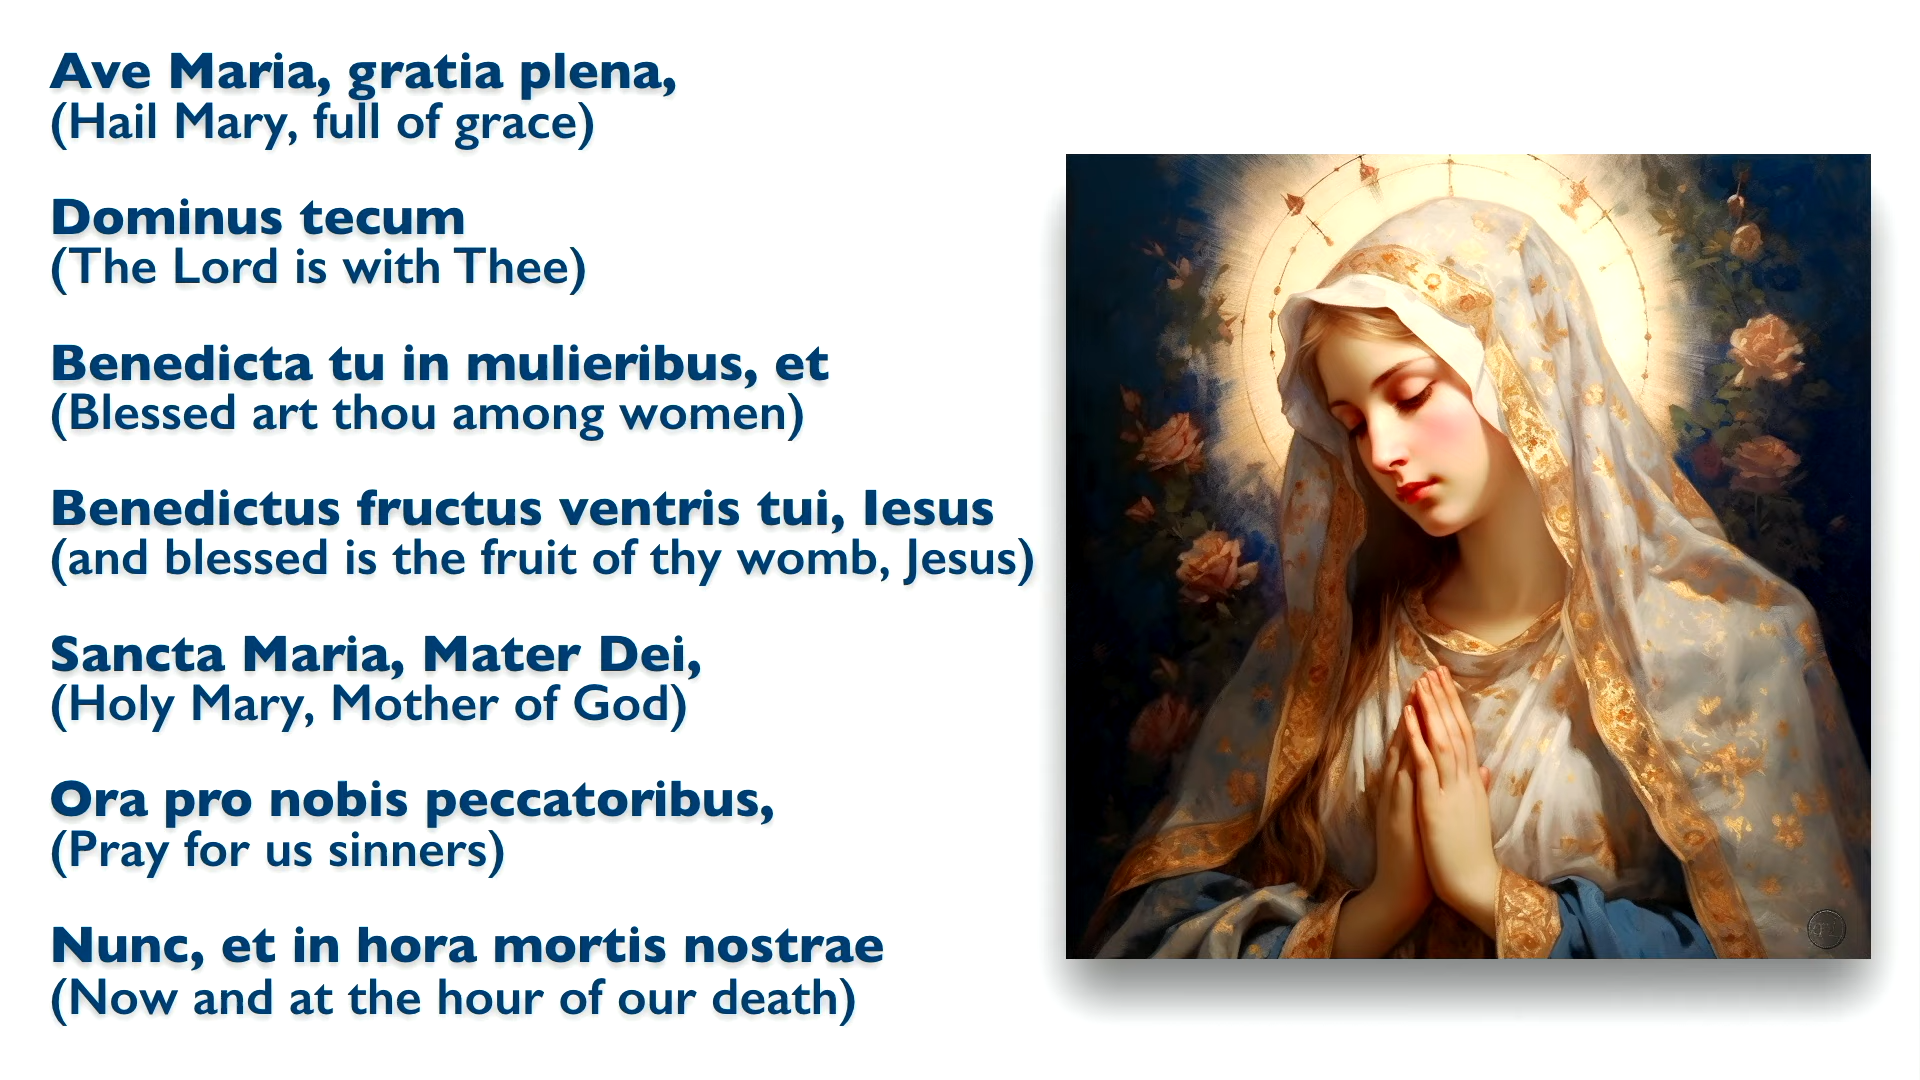 Ave Maria, gratia plena,
(Hail Mary, full of grace)
Dominus tecum
(The Lord is with Thee)
Benedicta tu in mulieribus, et
(Blessed art thou among women)
Benedictus fructus ventris tui, Iesus
(and blessed is the fruit of thy womb, Jesus)
Sancta Maria, Mater Dei,
(Holy Mary, Mother of God)
Ora pro nobis peccatoribus,
(Pray for us sinners)
Nunc, et in hora mortis nostrae
(Now and at the hour of our death)